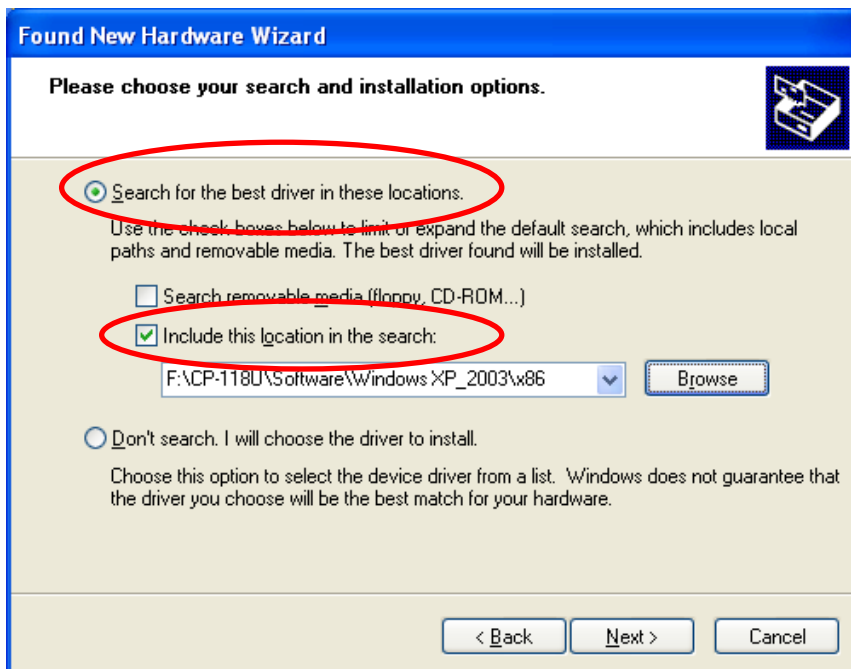 Found New Hardware Wizard
Please choose your search and installation options.
Search for the best driver in these locations.
Use the check boxes below to limit or expand the default search, which includes local
paths and removable media. The best driver found will be installed.
Search removable media (floppy, CD-ROM...)
Include this location in the search:
F:\CP-118U\Software\Windows XP_2003\x86
Browse
Don't search. I will choose the driver to install.
Choose this option to select the device driver from a list. Windows does not guarantee that
the driver you choose will be the best match for your hardware.
< Back
Next >
Cancel